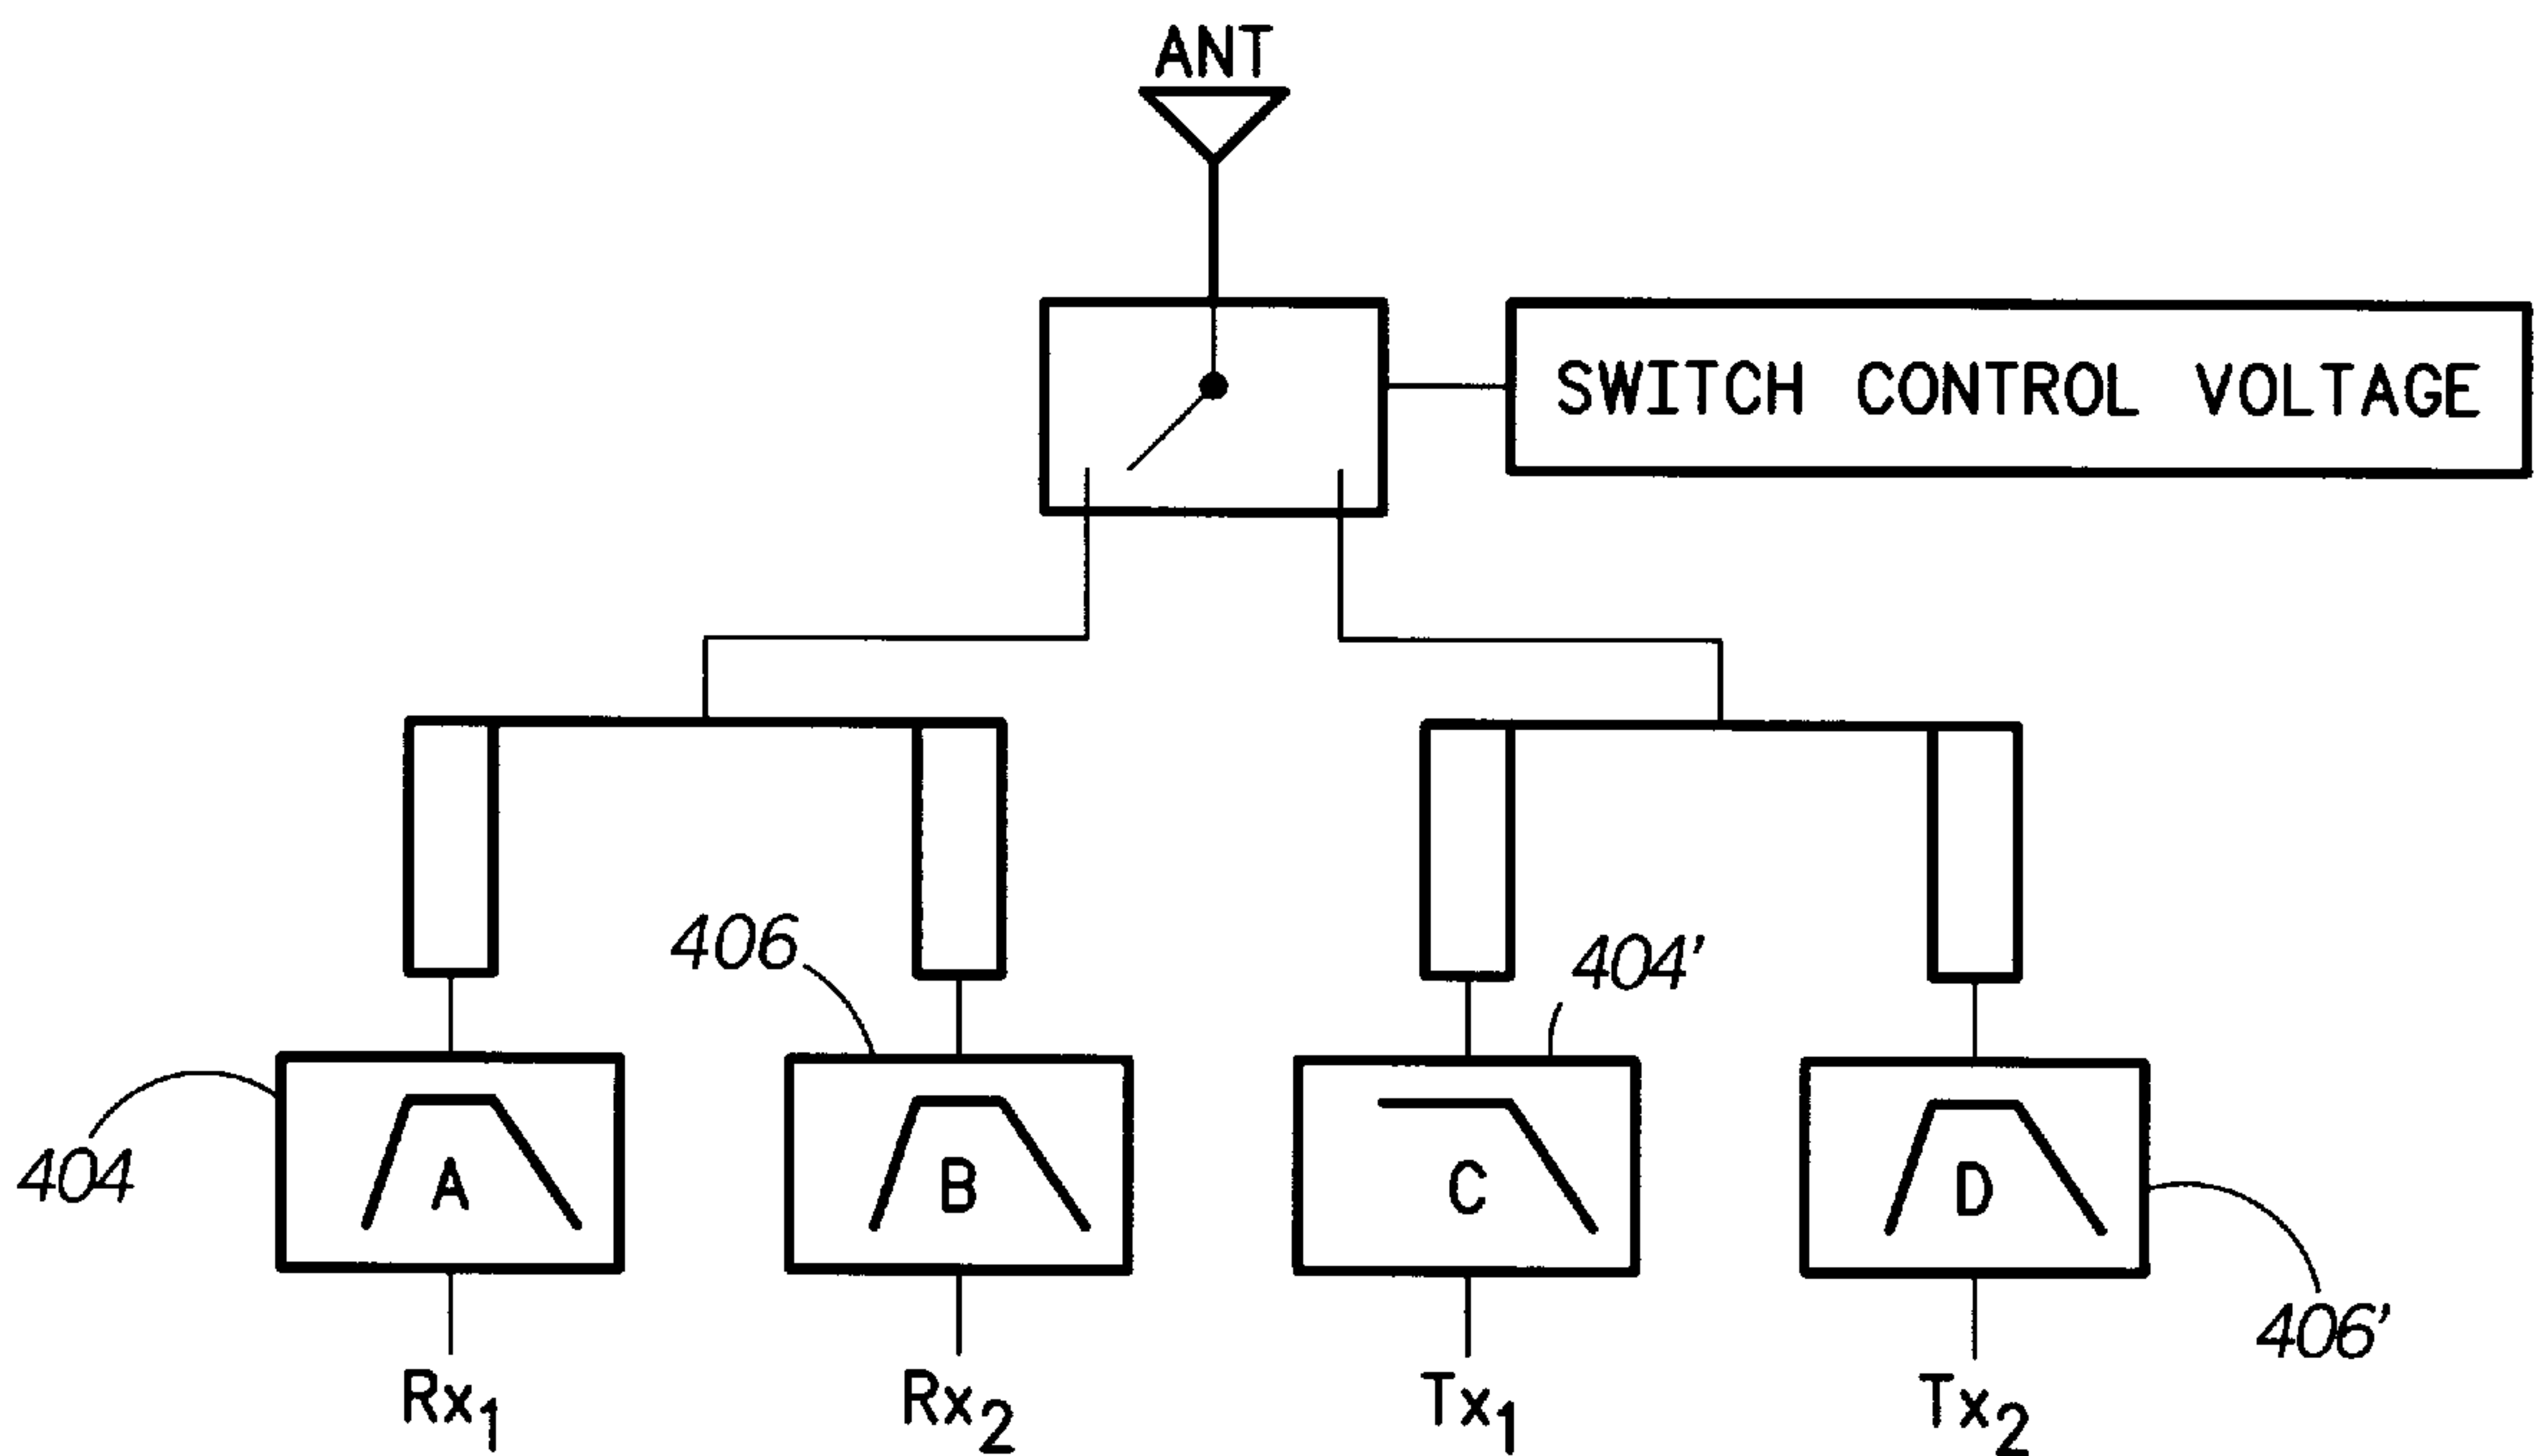 ANT
SWITCH CONTROL VOLTAGE
406
404'
404
A
B
C
D
406'
Rx1
Rx2
Tx1
Tx2